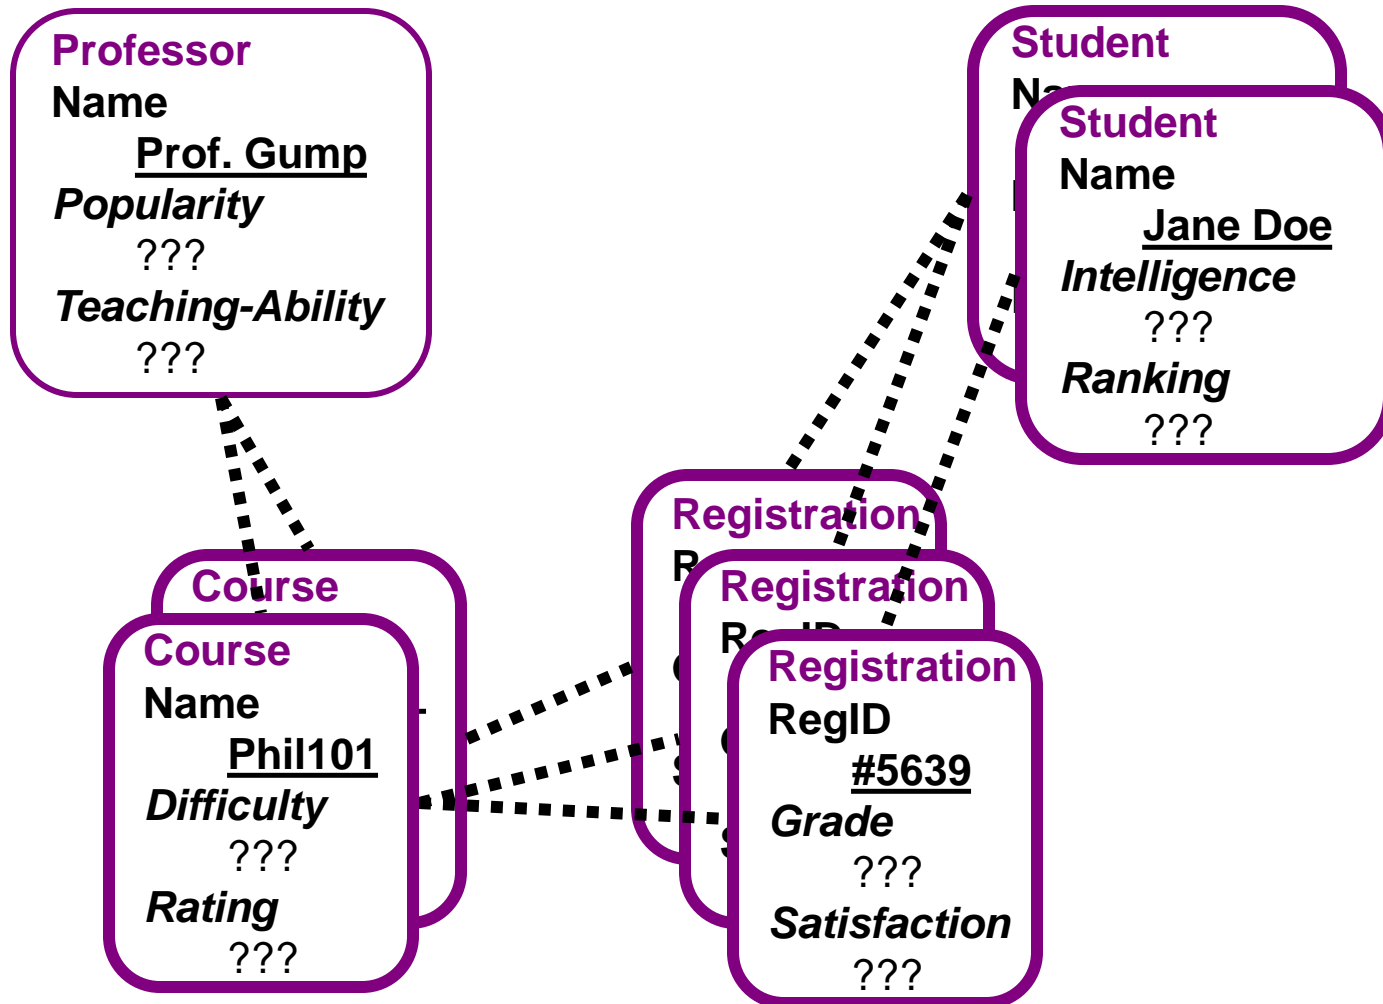 Professor
Name
Prof. Gump
Popularity
???
Teaching-Ability
???
Student
Student
Name
Jane Doe
Intelligence
???
Ranking
???
Course
Course
Name
Phil101
Difficulty
???
Rating
???
Registration
Registration
Registration
RegID
#5639
Grade
???
Satisfaction
???